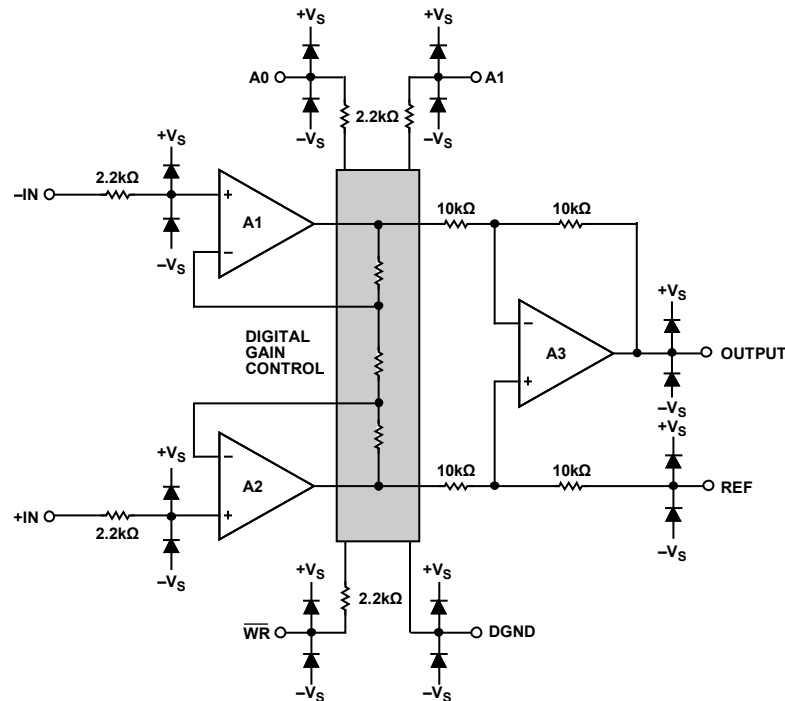 +VS +VS
A0 A1
2.2kΩ
–VS –VS
+VS
–IN 2.2kΩ
+ A1 10kΩ 10kΩ
–
–VS
+VS
DIGITAL
GAIN
CONTROL
– A3 OUTPUT
+
–VS
+VS
– A2 10kΩ 10kΩ
+VS
REF
+IN +
2.2kΩ
–VS
–VS
+VS +VS
2.2kΩ
WR DGND
–VS –VS